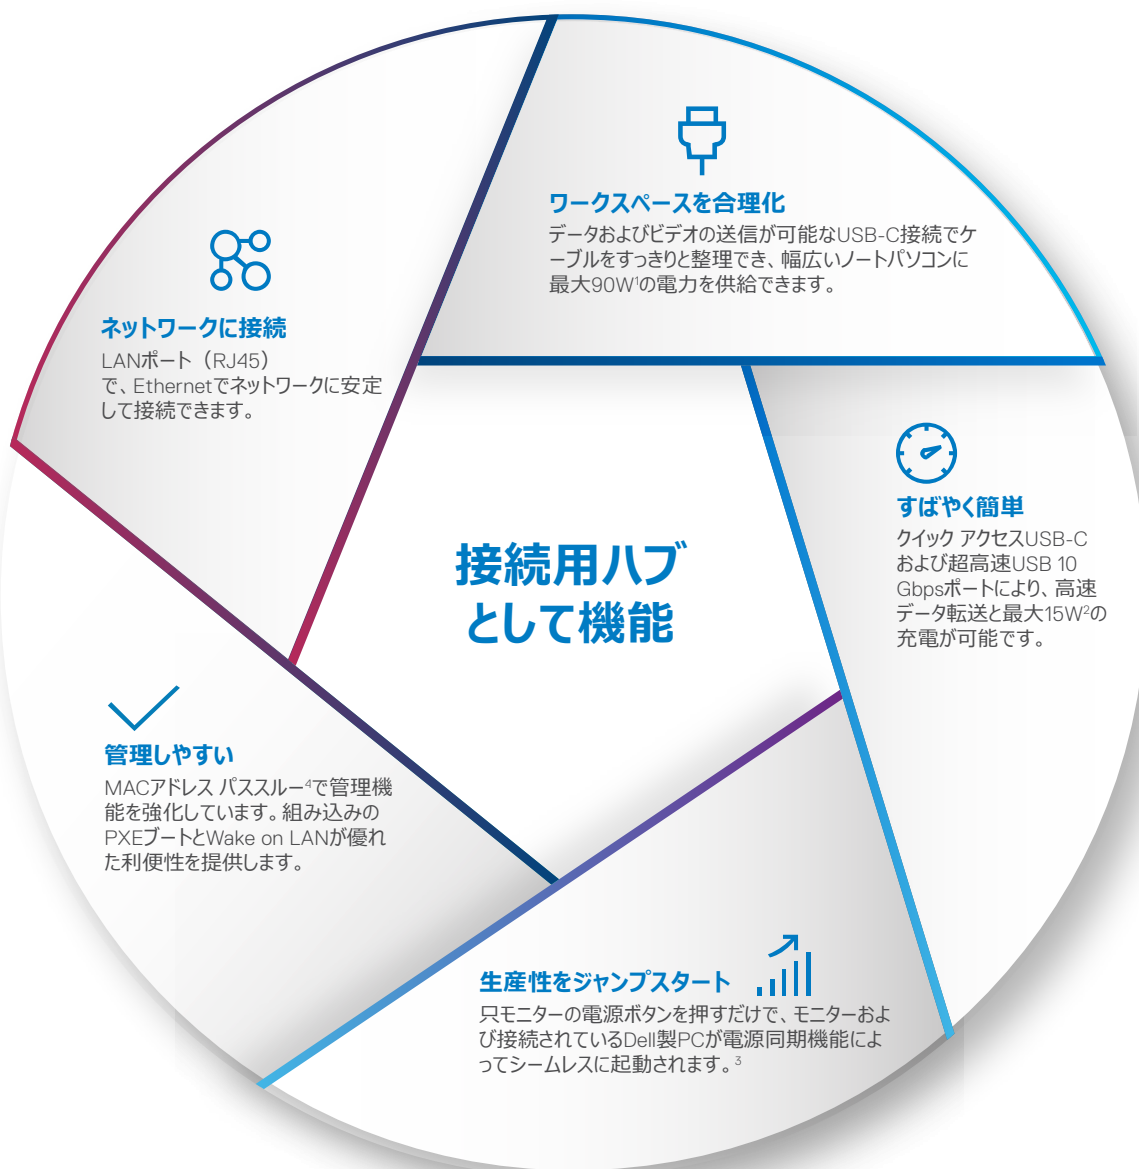 ワークスペースを合理化
データおよびビデオの送信が可能なUSB-C接続でケ
ーブルをすっきりと整理でき、幅広いノートパソコンに
最大90W¹の電力を供給できます。
ネットワークに接続
LANポート（RJ45）
で、Ethernetでネットワークに安定
して接続できます。
すばやく簡単
クイック アクセスUSB-C
および超高速USB 10
Gbpsポートにより、高速
データ転送と最大15W²の
充電が可能です。
接続用ハブ
として機能
管理しやすい
MACアドレス パススルー⁴で管理機
能を強化しています。組み込みの
PXEブートとWake on LANが優れ
た利便性を提供します。
生産性をジャンプスタート
只モニターの電源ボタンを押すだけで、モニターおよ
び接続されているDell製PCが電源同期機能によ
ってシームレスに起動されます。³